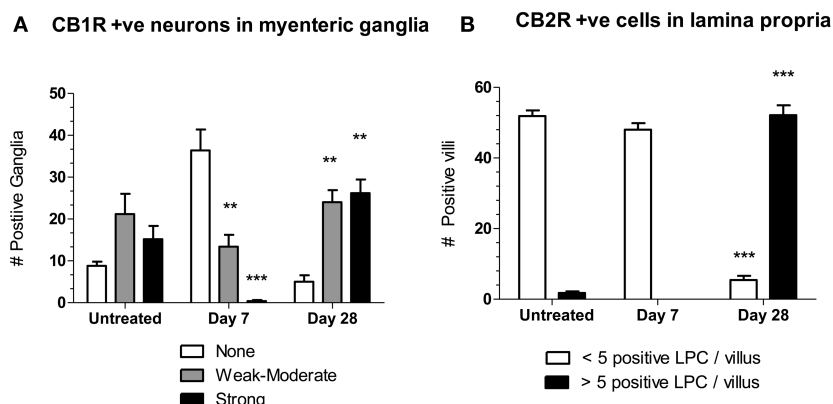 A CB1R +ve neurons in myenteric ganglia
# Postiive Ganglia
50
40
30
20
10
0
**
***
**
**
Untreated Day 7 Day 28
None
Weak-Moderate
Strong
B CB2R +ve cells in lamina propria
# Positive villi
60
40
20
0
***
***
Untreated Day 7 Day 28
< 5 positive LPC / villus
> 5 positive LPC / villus